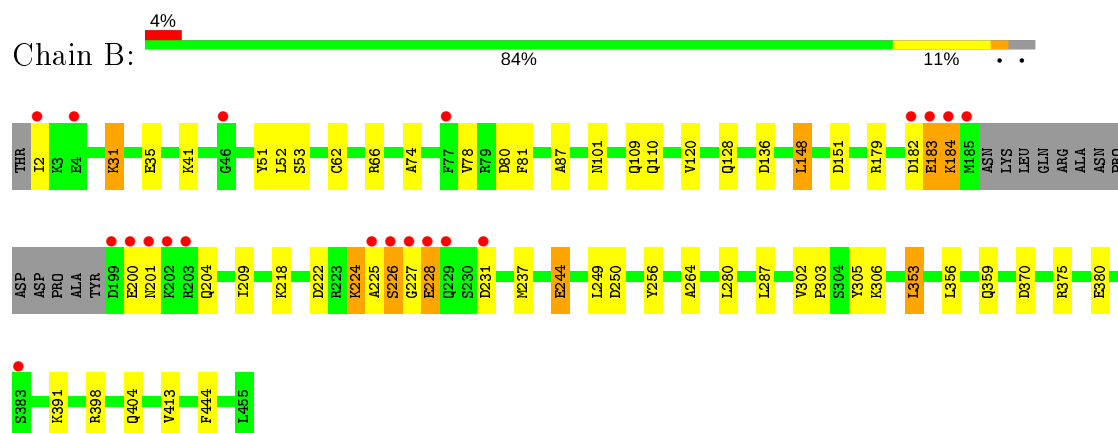 4%
Chain B:
84% 11% • •
THR I2 K3 E4 K31 E35 K41 G46 Y51 L52 S53 C62 R66 A74 F77 V78 R79 D80 F81 A87 N101 Q109 Q110 V120 Q128 D136 L148 D151 R179 D182 E183 K184 M185 ASN LYS LEU GLN ARG ALA ASN PRO
ASP ASP PRO ALA TYR D199 E200 N201 K202 R203 Q204 I209 K218 D222 R223 K224 A225 S226 G227 E228 Q229 S230 D231 M237 E244 L249 D250 Y256 A264 L280 L287 V302 P303 S304 Y305 K306 L353 L356 Q359 D370 R375 E380
S383 K391 R398 Q404 V413 F444 L455